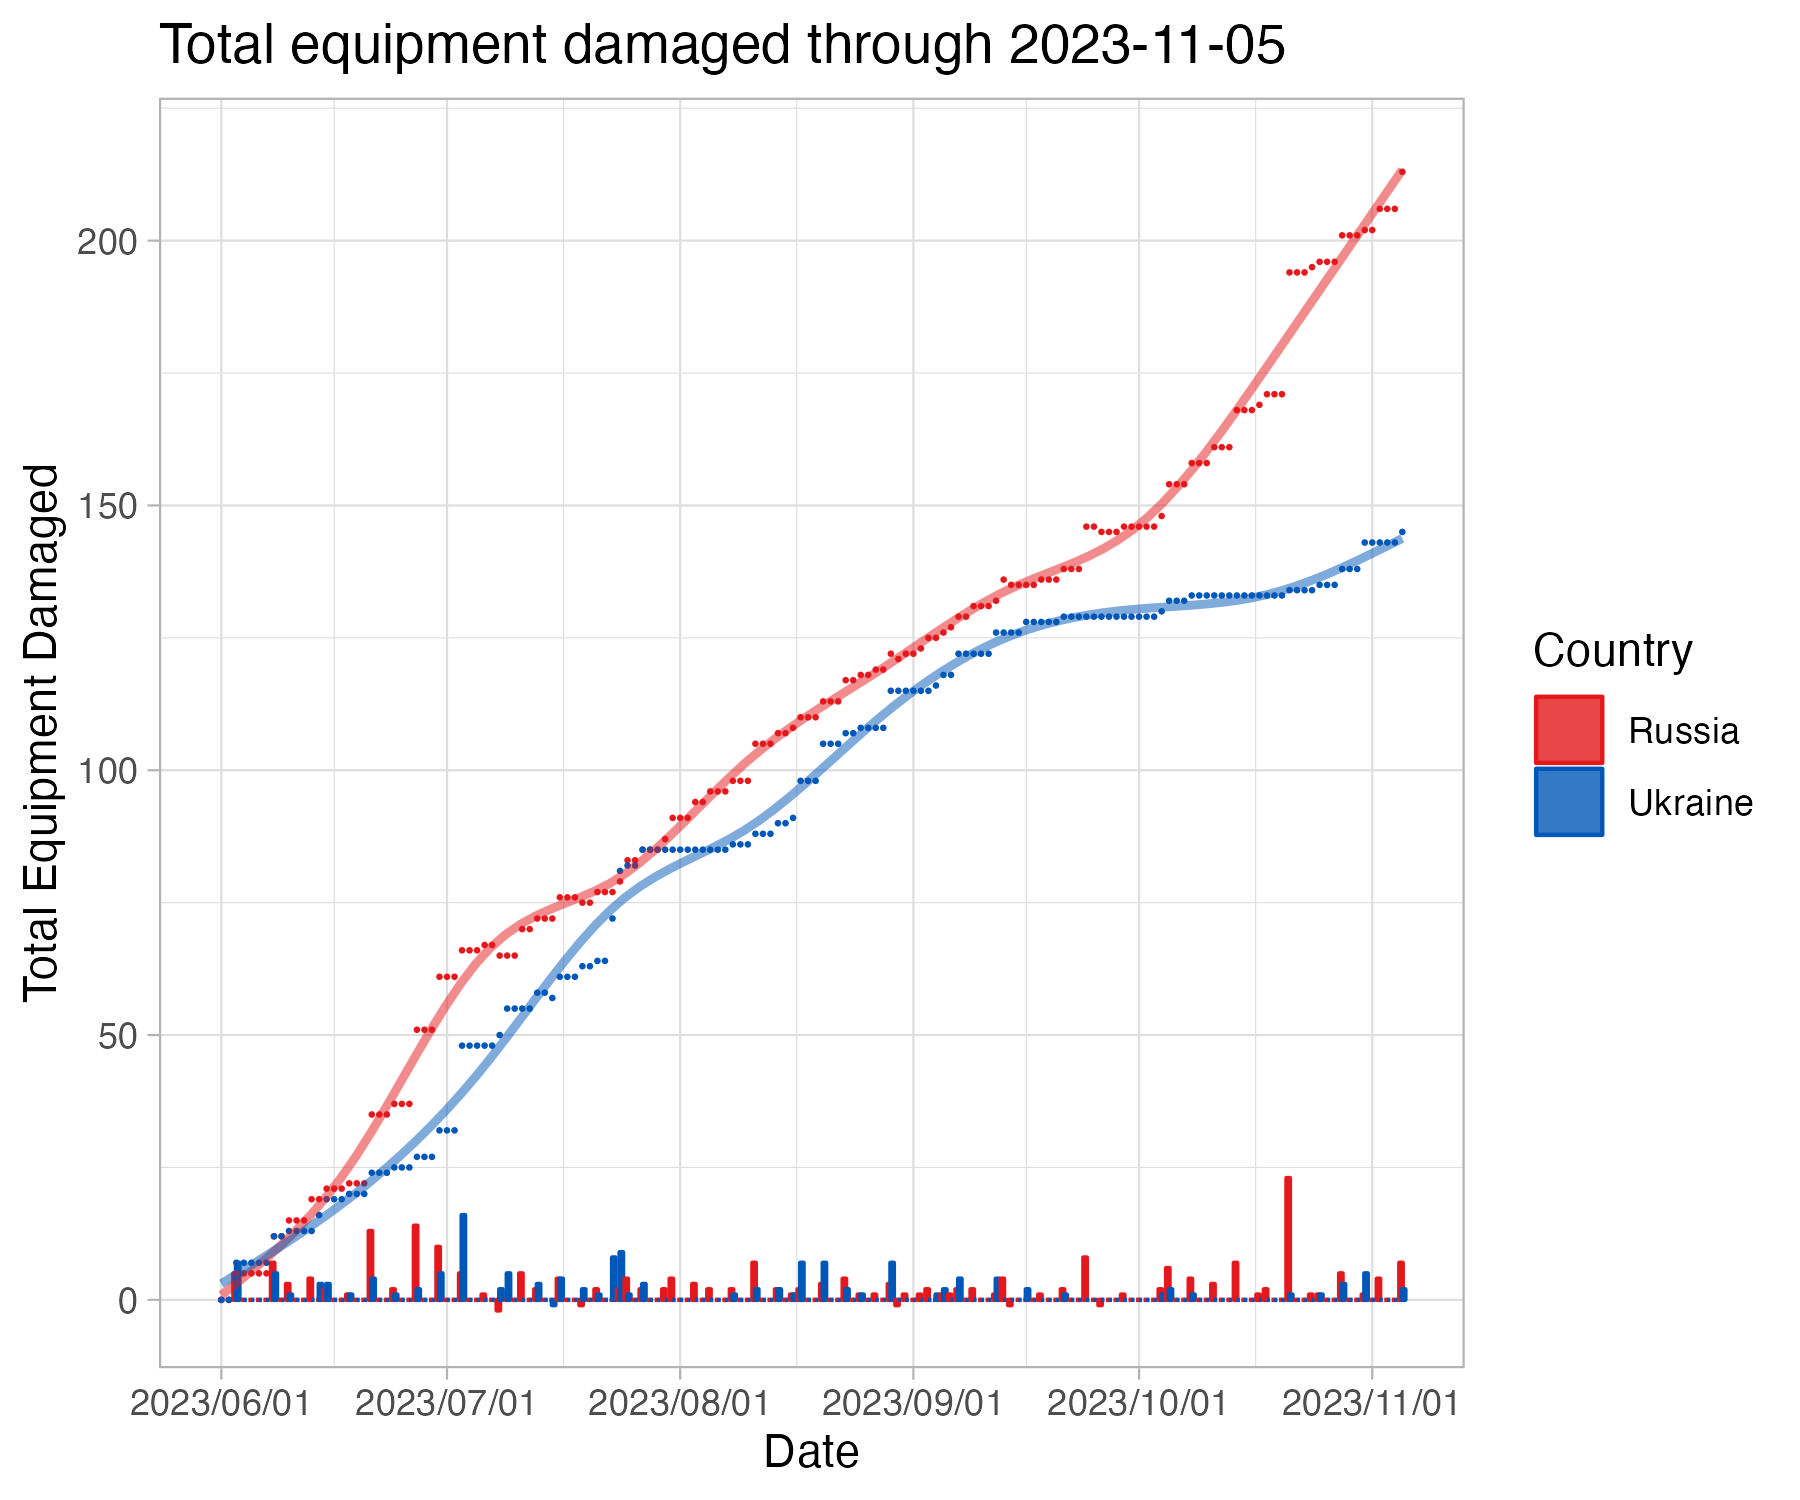 Total equipment damaged through 2023-11-05
Total Equipment Damaged
200
150
100
50
0
2023/06/01 2023/07/01 2023/08/01 2023/09/01 2023/10/01 2023/11/01
Date
Country
Russia
Ukraine